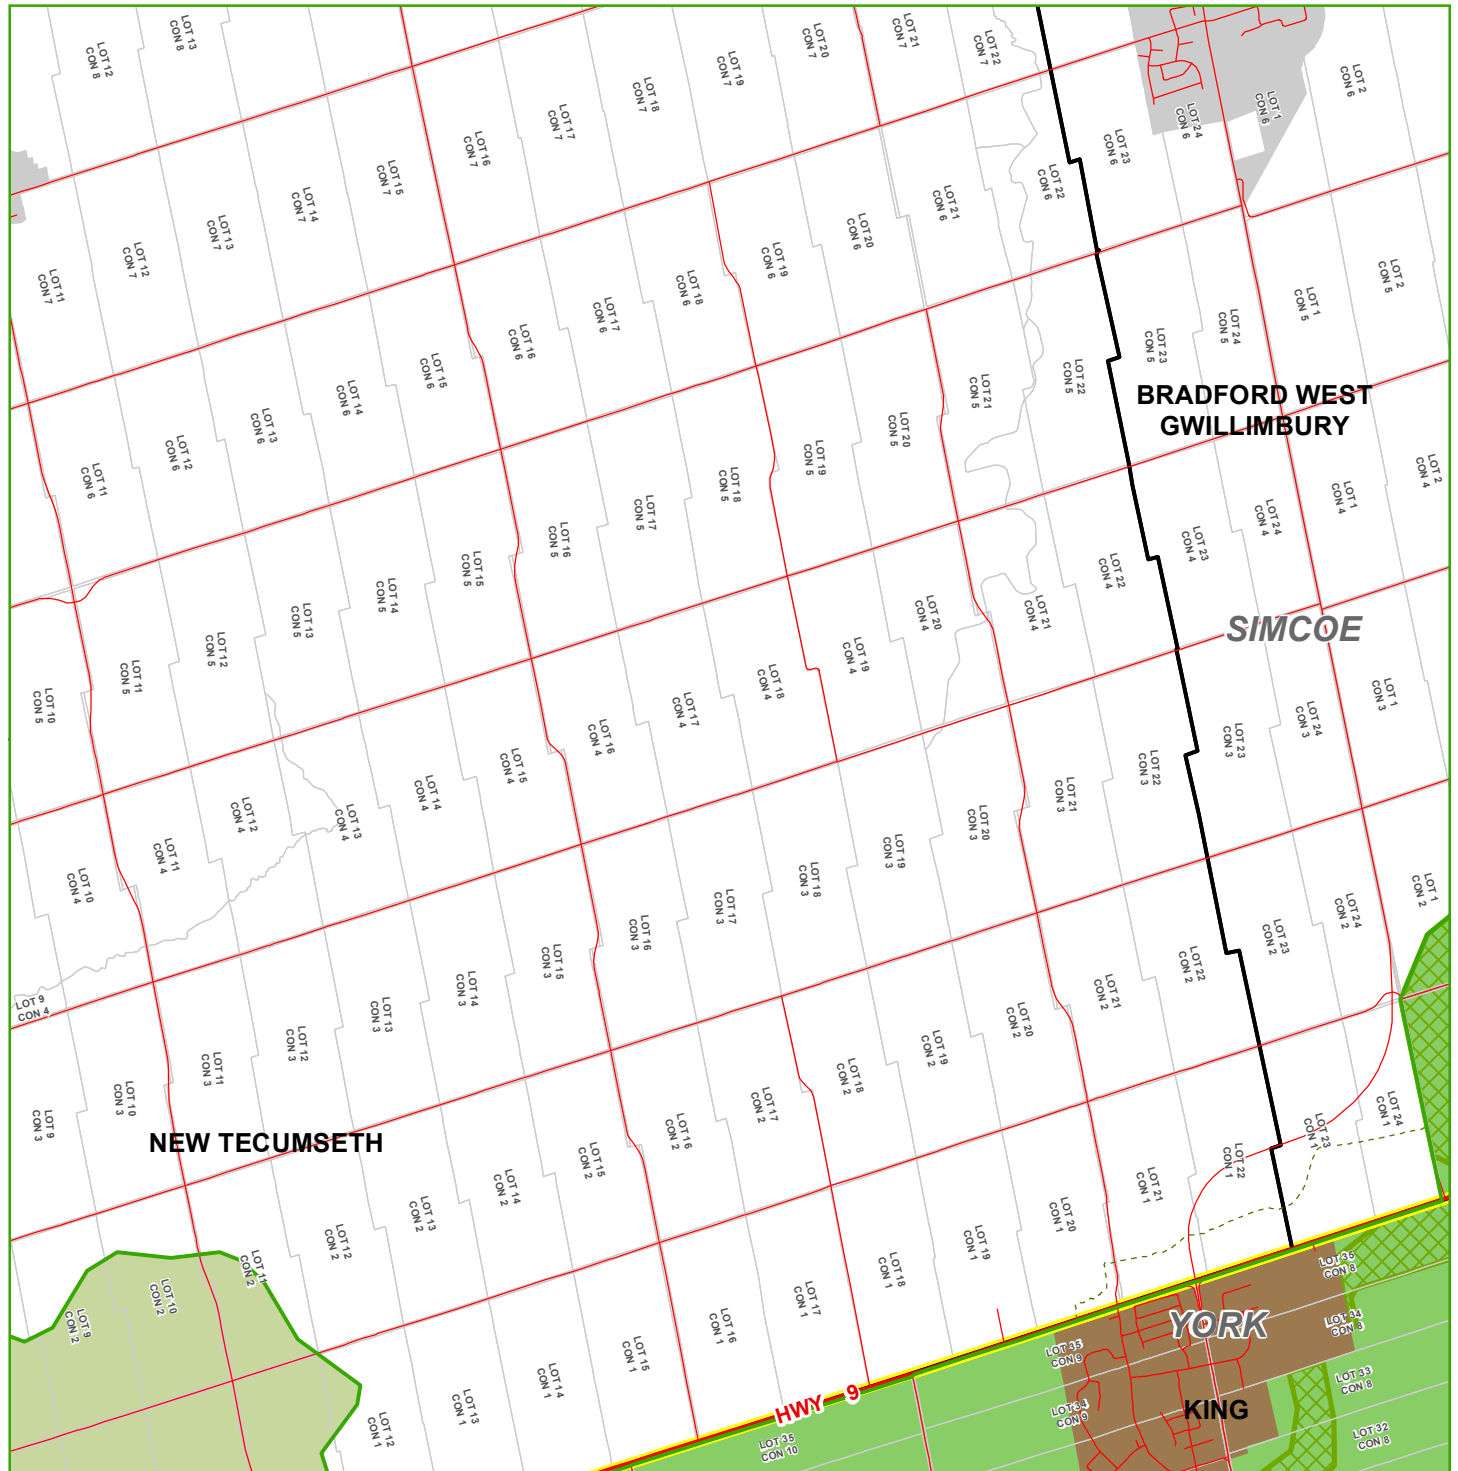 LOT 12
CON 8
LOT 13
CON 8
LOT 19
CON 7
LOT 20
CON 7
LOT 21
CON 7
LOT 22
CON 7
LOT 18
CON 7
LOT 17
CON 7
LOT 16
CON 7
LOT 15
CON 7
LOT 14
CON 7
LOT 13
CON 7
LOT 12
CON 7
LOT 11
CON 7
LOT 2
CON 6
LOT 1
CON 6
LOT 24
CON 6
LOT 23
CON 6
LOT 22
CON 6
LOT 21
CON 6
LOT 20
CON 6
LOT 19
CON 6
LOT 18
CON 6
LOT 17
CON 6
LOT 16
CON 6
LOT 15
CON 6
LOT 14
CON 6
LOT 13
CON 6
LOT 12
CON 6
LOT 11
CON 6
LOT 2
CON 5
LOT 1
CON 5
LOT 24
CON 5
LOT 23
CON 5
LOT 22
CON 5
LOT 21
CON 5
LOT 20
CON 5
LOT 19
CON 5
LOT 18
CON 5
LOT 17
CON 5
LOT 16
CON 5
LOT 15
CON 5
LOT 14
CON 5
LOT 13
CON 5
LOT 12
CON 5
LOT 11
CON 5
LOT 10
CON 5
BRADFORD WEST
GWILLIMBURY
LOT 2
CON 4
LOT 1
CON 4
LOT 24
CON 4
LOT 23
CON 4
LOT 22
CON 4
LOT 21
CON 4
LOT 20
CON 4
LOT 19
CON 4
LOT 18
CON 4
LOT 17
CON 4
LOT 16
CON 4
LOT 15
CON 4
LOT 14
CON 4
LOT 13
CON 4
LOT 12
CON 4
LOT 11
CON 4
LOT 10
CON 4
LOT 9
CON 4
SIMCOE
LOT 1
CON 3
LOT 24
CON 3
LOT 23
CON 3
LOT 22
CON 3
LOT 21
CON 3
LOT 20
CON 3
LOT 19
CON 3
LOT 18
CON 3
LOT 17
CON 3
LOT 16
CON 3
LOT 15
CON 3
LOT 14
CON 3
LOT 13
CON 3
LOT 12
CON 3
LOT 11
CON 3
LOT 10
CON 3
LOT 9
CON 3
NEW TECUMSETH
LOT 1
CON 2
LOT 24
CON 2
LOT 23
CON 2
LOT 22
CON 2
LOT 21
CON 2
LOT 20
CON 2
LOT 19
CON 2
LOT 18
CON 2
LOT 17
CON 2
LOT 16
CON 2
LOT 15
CON 2
LOT 14
CON 2
LOT 13
CON 2
LOT 12
CON 2
LOT 11
CON 2
LOT 10
CON 2
LOT 9
CON 2
LOT 24
CON 1
LOT 23
CON 1
LOT 22
CON 1
LOT 21
CON 1
LOT 20
CON 1
LOT 19
CON 1
LOT 18
CON 1
LOT 17
CON 1
LOT 16
CON 1
LOT 15
CON 1
LOT 14
CON 1
LOT 13
CON 1
LOT 12
CON 1
LOT 35
CON 8
LOT 34
CON 8
LOT 33
CON 8
LOT 32
CON 8
YORK
LOT 35
CON 9
LOT 34
CON 9
KING
HWY 9
LOT 35
CON 10